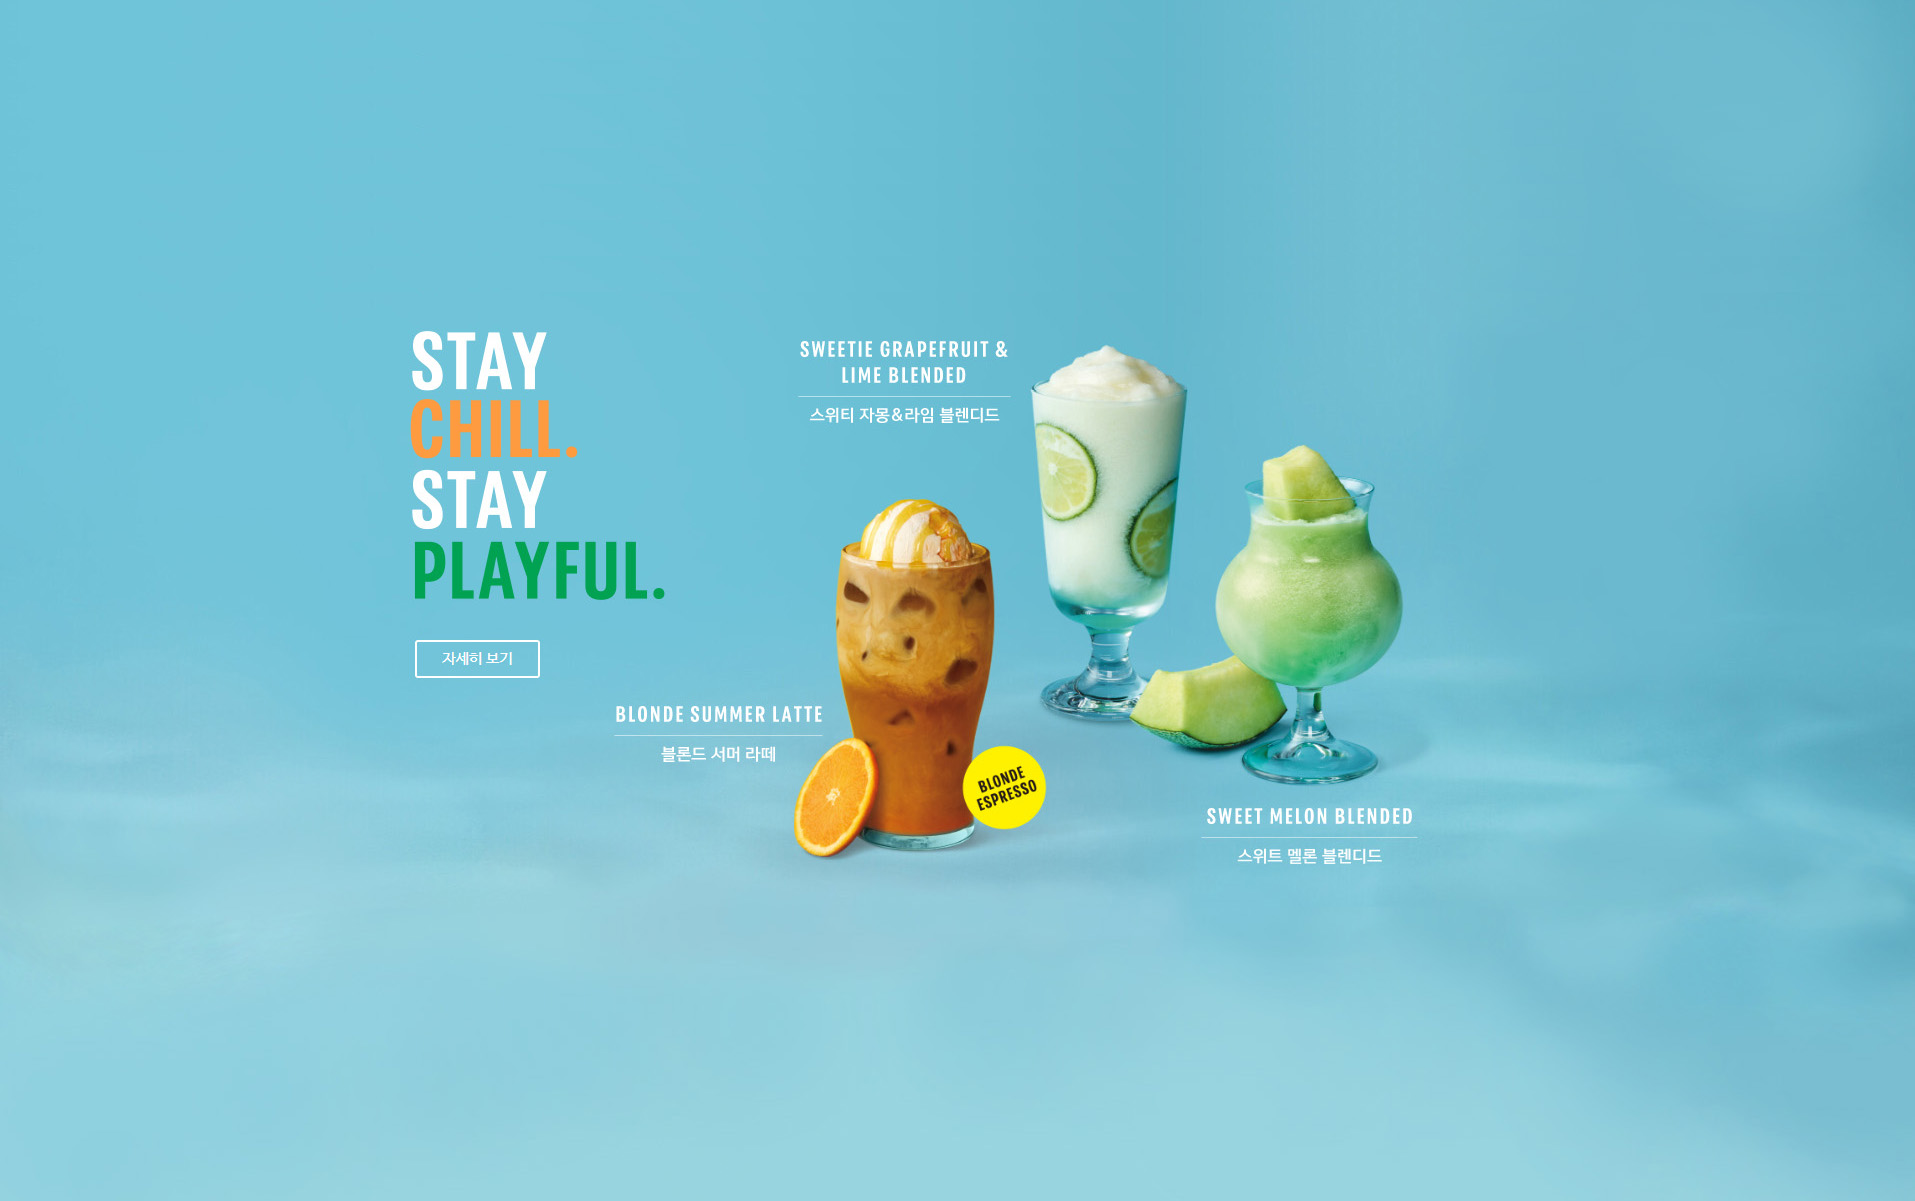 STAY
CHILL.
STAY
PLAYFUL.
자세히 보기
SWEETIE GRAPEFRUIT &
LIME BLENDED
스위티 자몽&라임 블렌디드
BLONDE SUMMER LATTE
블론드 서머 라떼
BLONDE
ESPRESSO
SWEET MELON BLENDED
스위트 멜론 블렌디드